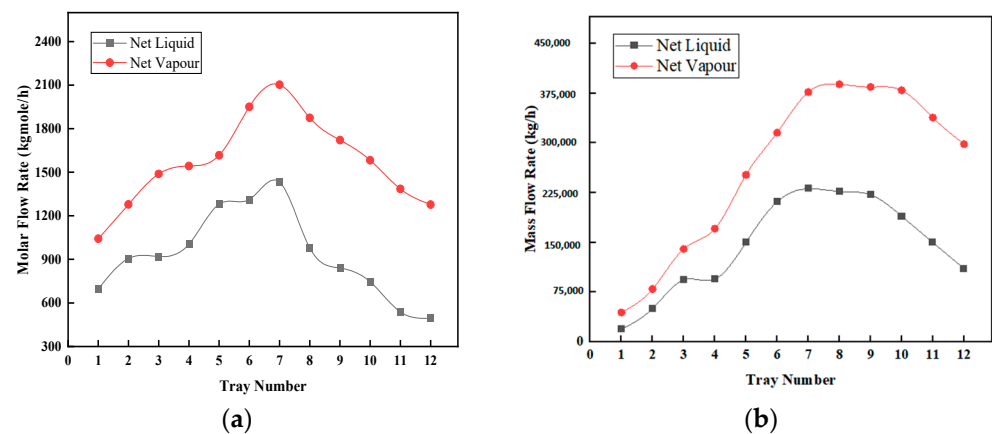 2400
2100
1800
1500
1200
900
600
300
Molar Flow Rate (kgmole/h)
Net Liquid
Net Vapour
0 1 2 3 4 5 6 7 8 9 10 11 12
Tray Number
(a)
450,000
375,000
300,000
225,000
150,000
75,000
0
Mass Flow Rate (kg/h)
Net Liquid
Net Vapour
0 1 2 3 4 5 6 7 8 9 10 11 12
Tray Number
(b)